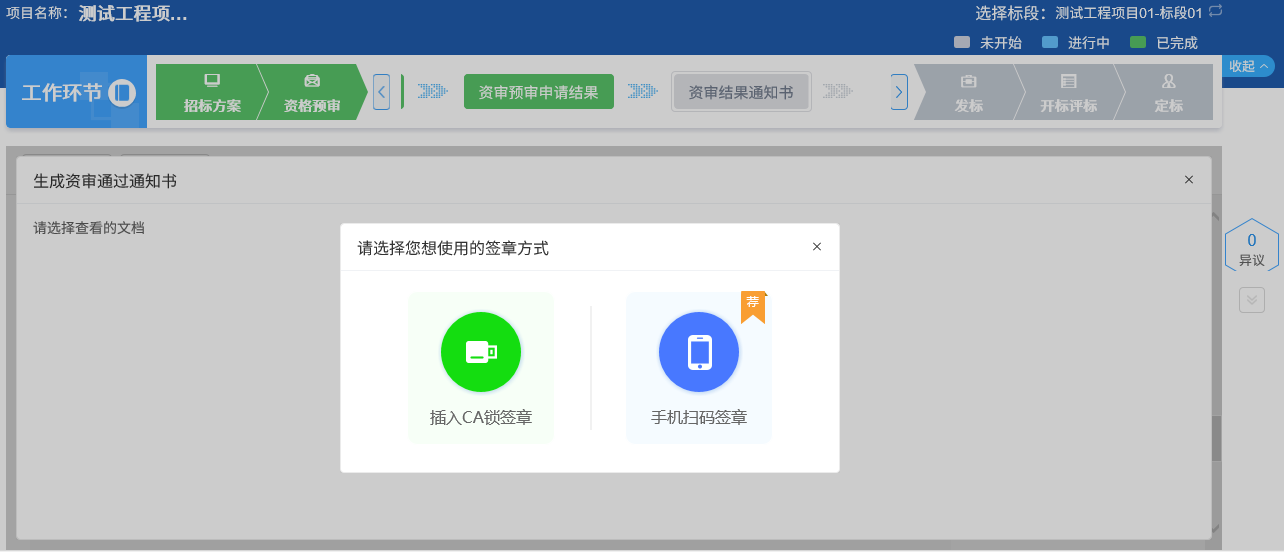 项目名称： 测试工程项...
选择标段： 测试工程项目01-标段01
未开始 进行中 已完成
收起
工作环节
招标方案 资格预审 资审预审申请结果 资审结果通知书 发标 开标评标 定标
生成资审通过通知书 ×
请选择查看的文档
请选择您想使用的签章方式 ×
荐
插入CA锁签章 手机扫码签章
0
异议